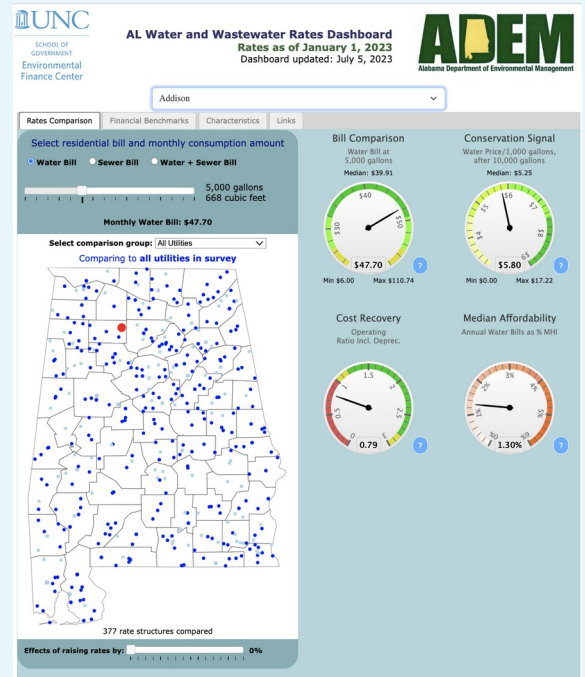 UNC
SCHOOL OF
GOVERNMENT
Environmental
Finance Center
AL Water and Wastewater Rates Dashboard
Rates as of January 1, 2023
Dashboard updated: July 5, 2023
ADEM
Alabama Department of Environmental Management
Addison
Rates Comparison
Financial Benchmarks
Characteristics
Links
Select residential bill and monthly consumption amount
Water Bill
Sewer Bill
Water + Sewer Bill
5,000 gallons
668 cubic feet
Monthly Water Bill: $47.70
Select comparison group: All Utilities
Comparing to all utilities in survey
377 rate structures compared
Effects of raising rates by:
0%
Bill Comparison
Water Bill at
5,000 gallons
Median: $39.91
$30
$40
$50
$47.70
?
Min $6.00 Max $110.74
Conservation Signal
Water Price/1,000 gallons,
after 10,000 gallons
Median: $5.25
$4
$5
$6
$7
$8
$9
$5.80
?
Min $0.00 Max $17.22
Cost Recovery
Operating
Ratio Incl. Deprec.
0
0.5
1
1.5
2
2.5
3
0.79
?
Median Affordability
Annual Water Bills as % MHI
0%
1%
2%
3%
4%
5%
6%
1.30%
?